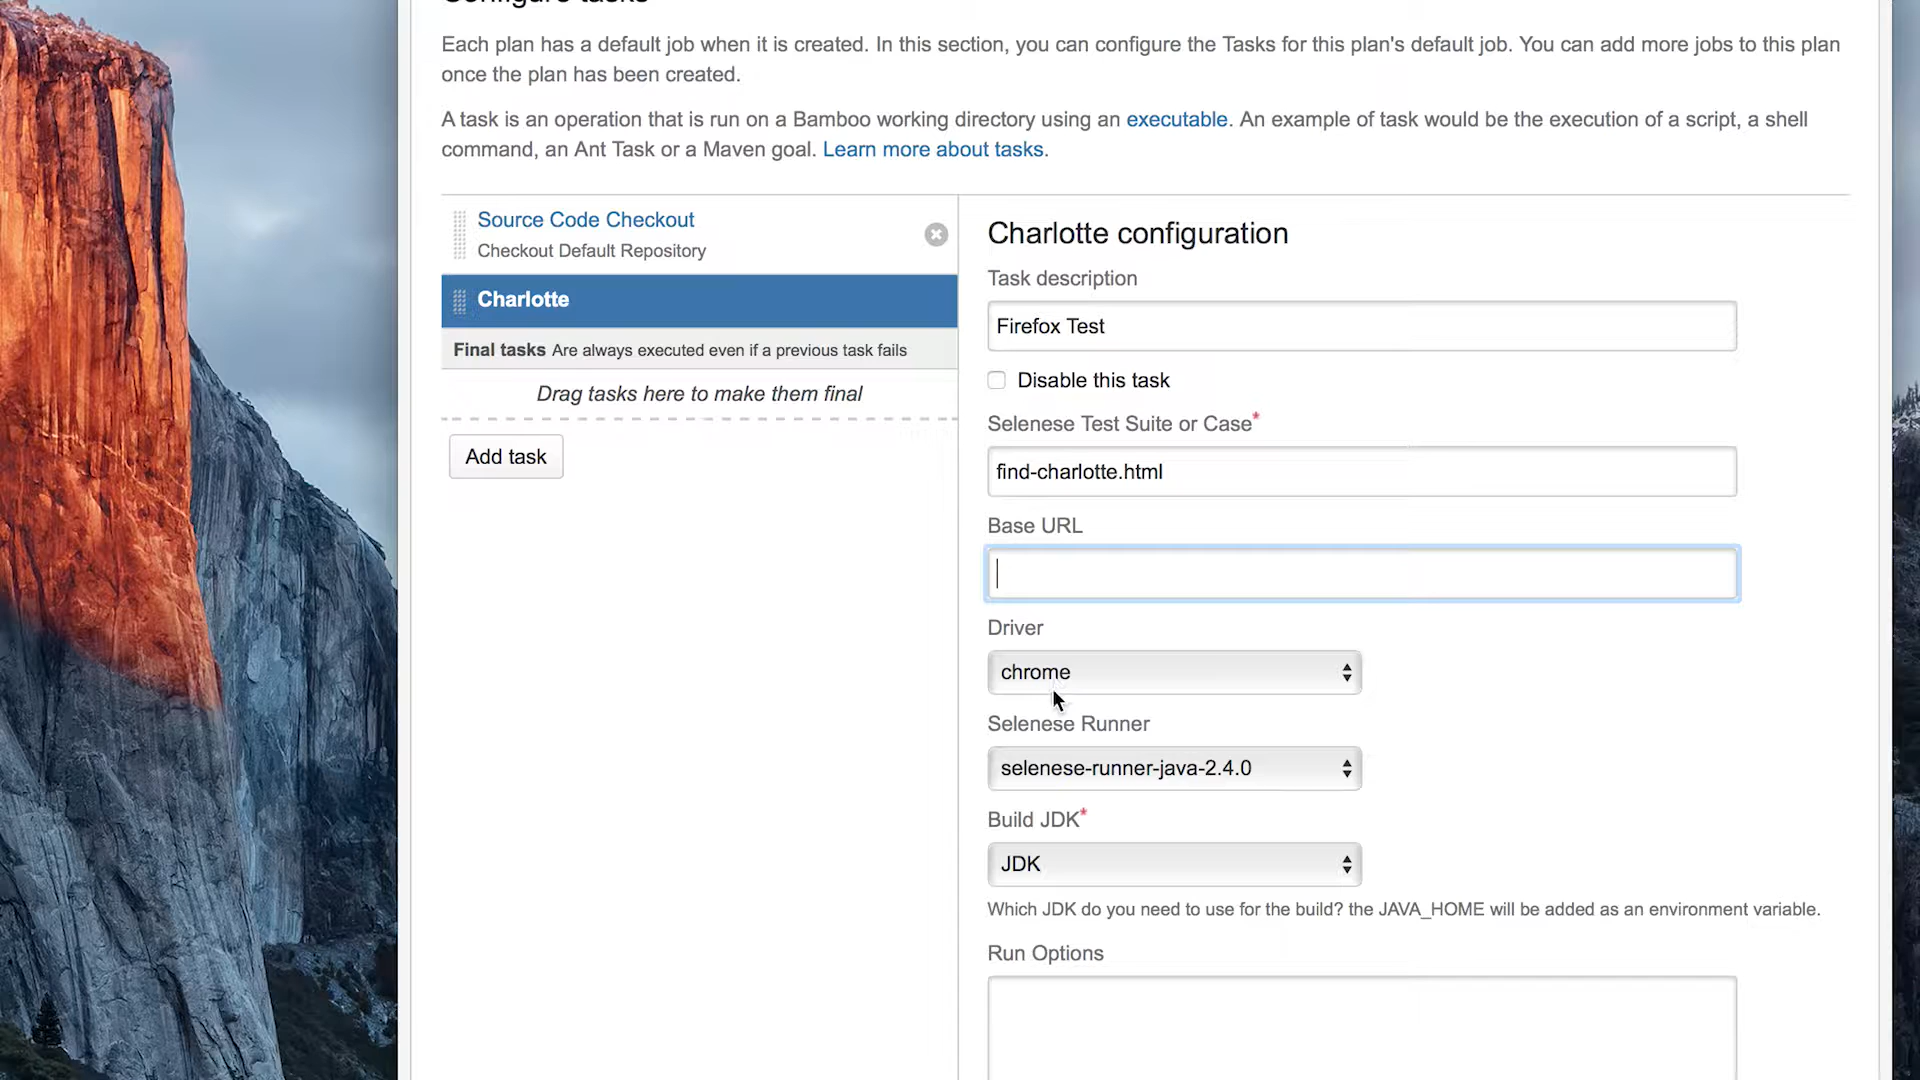 Configure tasks
Each plan has a default job when it is created. In this section, you can configure the Tasks for this plan's default job. You can add more jobs to this plan
once the plan has been created.
A task is an operation that is run on a Bamboo working directory using an executable. An example of task would be the execution of a script, a shell
command, an Ant Task or a Maven goal. Learn more about tasks.
Source Code Checkout
Checkout Default Repository
Charlotte
Final tasks Are always executed even if a previous task fails
Drag tasks here to make them final
Add task
Charlotte configuration
Task description
Firefox Test
Disable this task
Selenese Test Suite or Case*
find-charlotte.html
Base URL
Driver
chrome
Selenese Runner
selenese-runner-java-2.4.0
Build JDK*
JDK
Which JDK do you need to use for the build? the JAVA_HOME will be added as an environment variable.
Run Options